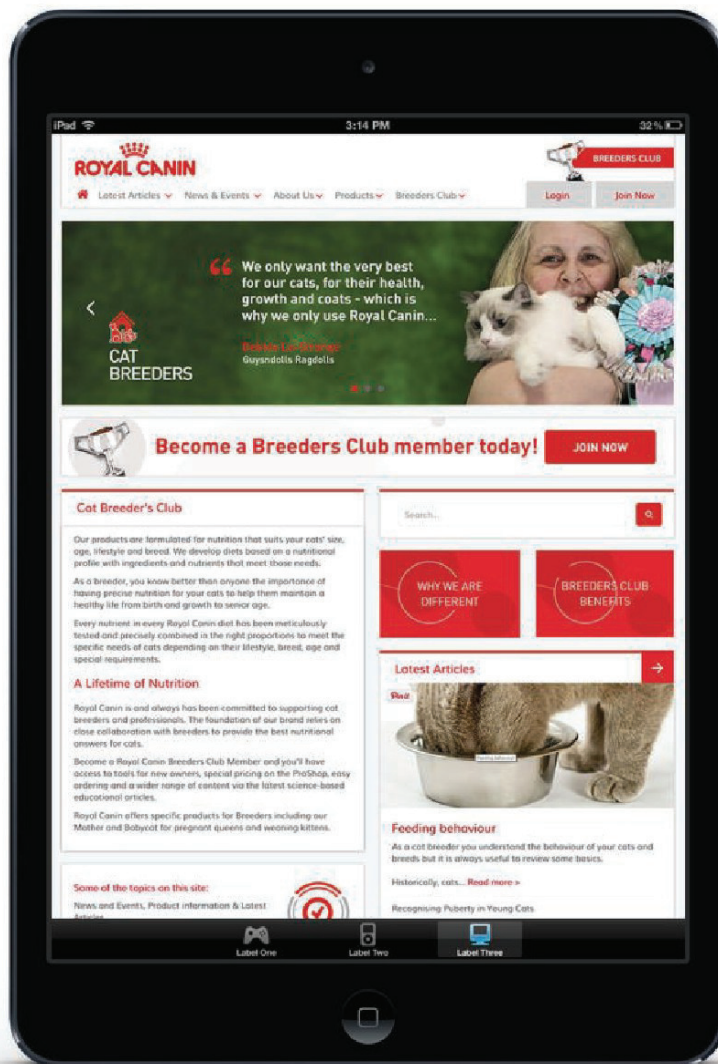 iPad
3:14 PM
32%
ROYAL CANIN
BREEDERS CLUB
Latest Articles
News & Events
About Us
Products
Breeders Club
Login
Join Now
“ We only want the very best
for our cats, for their health,
growth and coats - which is
why we only use Royal Canin...
Guysndolls Ragdolls
CAT
BREEDERS
Become a Breeders Club member today!
JOIN NOW
Cat Breeder's Club
Our products are formulated for nutrition that suits your cats' size,
age, lifestyle and breed. We develop diets based on a nutritional
profile with ingredients and nutrients that meet those needs.
As a breeder, you know better than anyone the importance of
having precise nutrition for your cats to help them maintain a
healthy life from birth and growth to senior age.
Every nutrient in every Royal Canin diet has been meticulously
tested and precisely combined in the right proportions to meet the
specific needs of cats depending on their lifestyle, breed, age and
special requirements.
A Lifetime of Nutrition
Royal Canin is and always has been committed to supporting cat
breeders and professionals. The foundation of our brand relies on
close collaboration with breeders to provide the best nutritional
answers for cats.
Become a Royal Canin Breeders Club Member and you'll have
access to tools for new owners, special pricing on the ProShop, easy
ordering and a wider range of content via the latest science-based
educational articles.
Royal Canin offers specific products for Breeders including our
Mother and Babycat for pregnant queens and weaning kittens.
Some of the topics on this site:
News and Events, Product information & Latest
Articles
Search...
WHY WE ARE
DIFFERENT
BREEDERS CLUB
BENEFITS
Latest Articles
Pinit
Feeding behaviour
Feeding behaviour
As a cat breeder you understand the behaviour of your cats and
breeds but it is always useful to review some basics.
Historically, cats... Read more >
Recognising Puberty in Young Cats
Label One
Label Two
Label Three